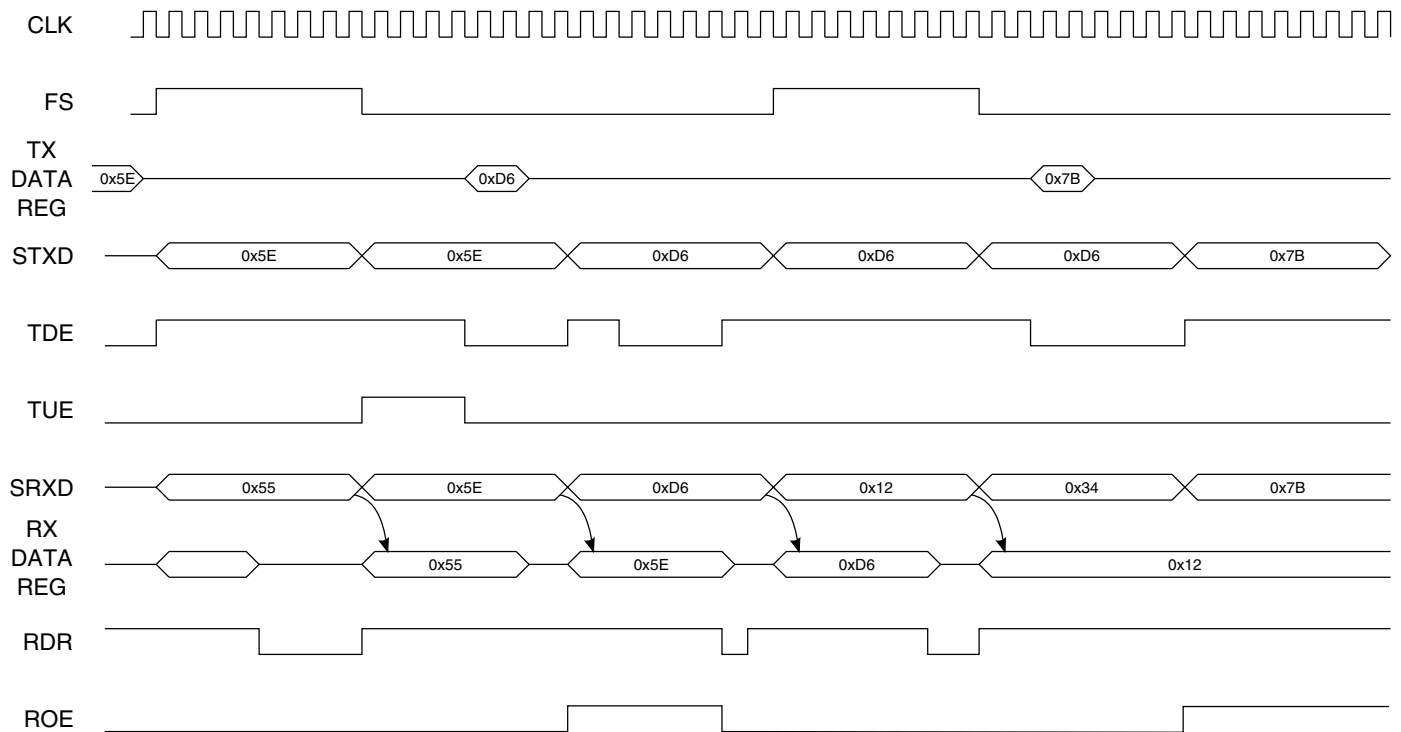 CLK
FS
TX
DATA
REG
0x5E
0xD6
0x7B
STXD
0x5E
0x5E
0xD6
0xD6
0xD6
0x7B
TDE
TUE
SRXD
0x55
0x5E
0xD6
0x12
0x34
0x7B
RX
DATA
REG
0x55
0x5E
0xD6
0x12
RDR
ROE